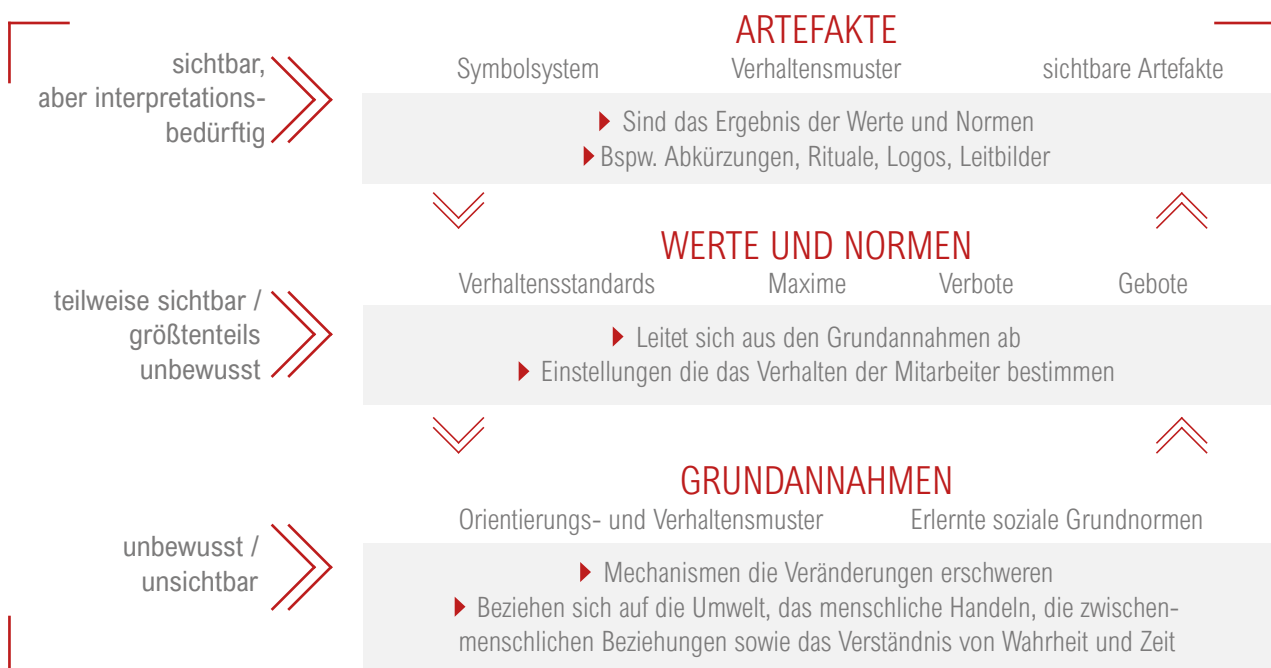 ARTEFAKTE
sichtbar,
aber interpretations-
bedürftig
Symbolsystem Verhaltensmuster sichtbare Artefakte
Sind das Ergebnis der Werte und Normen
Bspw. Abkürzungen, Rituale, Logos, Leitbilder
WERTE UND NORMEN
teilweise sichtbar /
größtenteils
unbewusst
Verhaltensstandards Maxime Verbote Gebote
Leitet sich aus den Grundannahmen ab
Einstellungen die das Verhalten der Mitarbeiter bestimmen
GRUNDANNAHMEN
unbewusst /
unsichtbar
Orientierungs- und Verhaltensmuster Erlernte soziale Grundnormen
Mechanismen die Veränderungen erschweren
Beziehen sich auf die Umwelt, das menschliche Handeln, die zwischen-
menschlichen Beziehungen sowie das Verständnis von Wahrheit und Zeit